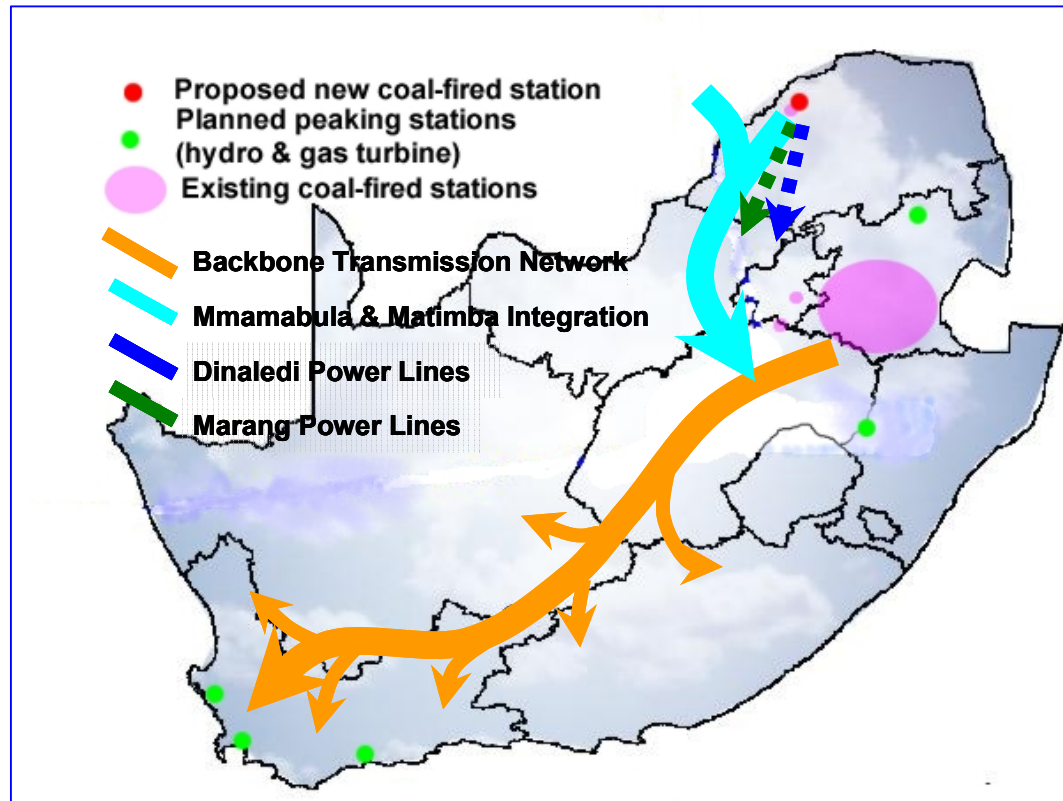 Proposed new coal-fired station
Planned peaking stations
(hydro & gas turbine)
Existing coal-fired stations
Backbone Transmission Network
Mmamabula & Matimba Integration
Dinaledi Power Lines
Marang Power Lines